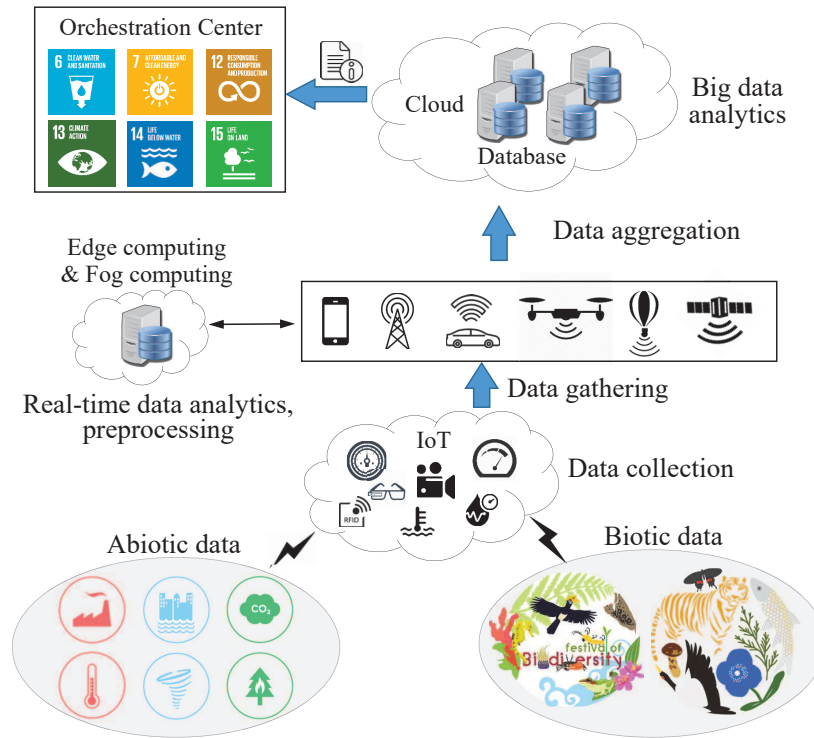 Orchestration Center
6 CLEAN WATER
AND SANITATION
7 AFFORDABLE AND
CLEAN ENERGY
12 RESPONSIBLE
CONSUMPTION
AND PRODUCTION
13 CLIMATE
ACTION
14 LIFE
BELOW WATER
15 LIFE
ON LAND
Cloud
Database
Big data
analytics
Data aggregation
Edge computing
& Fog computing
Real-time data analytics,
preprocessing
Data gathering
IoT
RFID
Data collection
Abiotic data
CO₂
Biotic data
festival of
Biodiversity